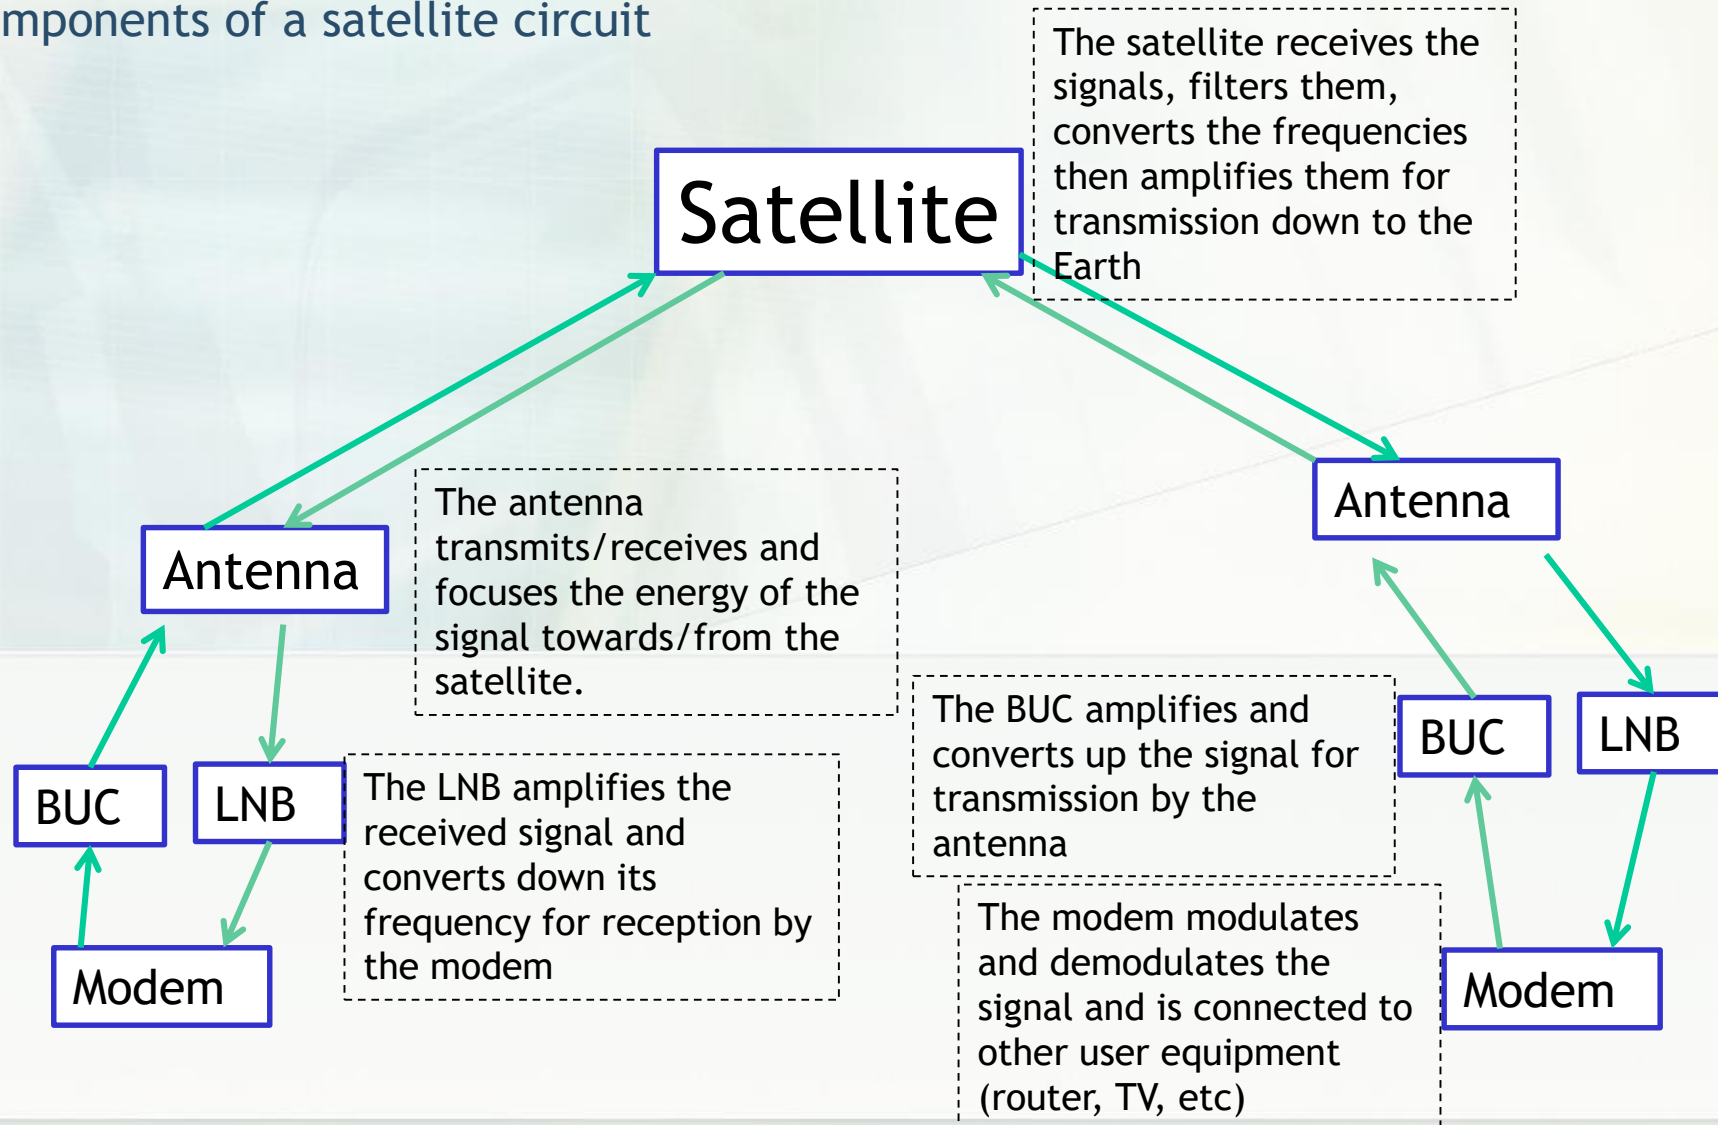 mponents of a satellite circuit
The satellite receives the
signals, filters them,
converts the frequencies
then amplifies them for
transmission down to the
Earth
Satellite
Antenna
The antenna
transmits/receives and
focuses the energy of the
signal towards/from the
satellite.
Antenna
The BUC amplifies and
converts up the signal for
transmission by the
antenna
BUC
LNB
BUC
LNB
The LNB amplifies the
received signal and
converts down its
frequency for reception by
the modem
The modem modulates
and demodulates the
signal and is connected to
other user equipment
(router, TV, etc)
Modem
Modem